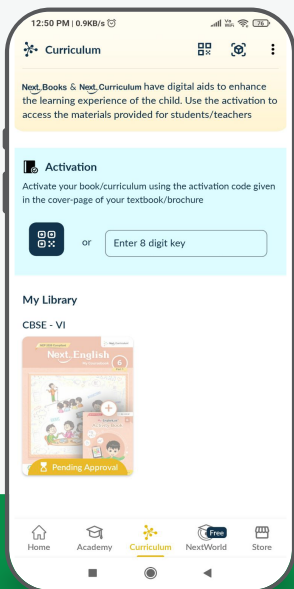 12:50 PM | 0.9KB/s
76
Curriculum
Next Books & Next Curriculum have digital aids to enhance
the learning experience of the child. Use the activation to
access the materials provided for students/teachers
Activation
Activate your book/curriculum using the activation code given
in the cover-page of your textbook/brochure
or
Enter 8 digit key
My Library
CBSE - VI
Next English
6
Pending Approval
Free
Home
Academy
Curriculum
NextWorld
Store